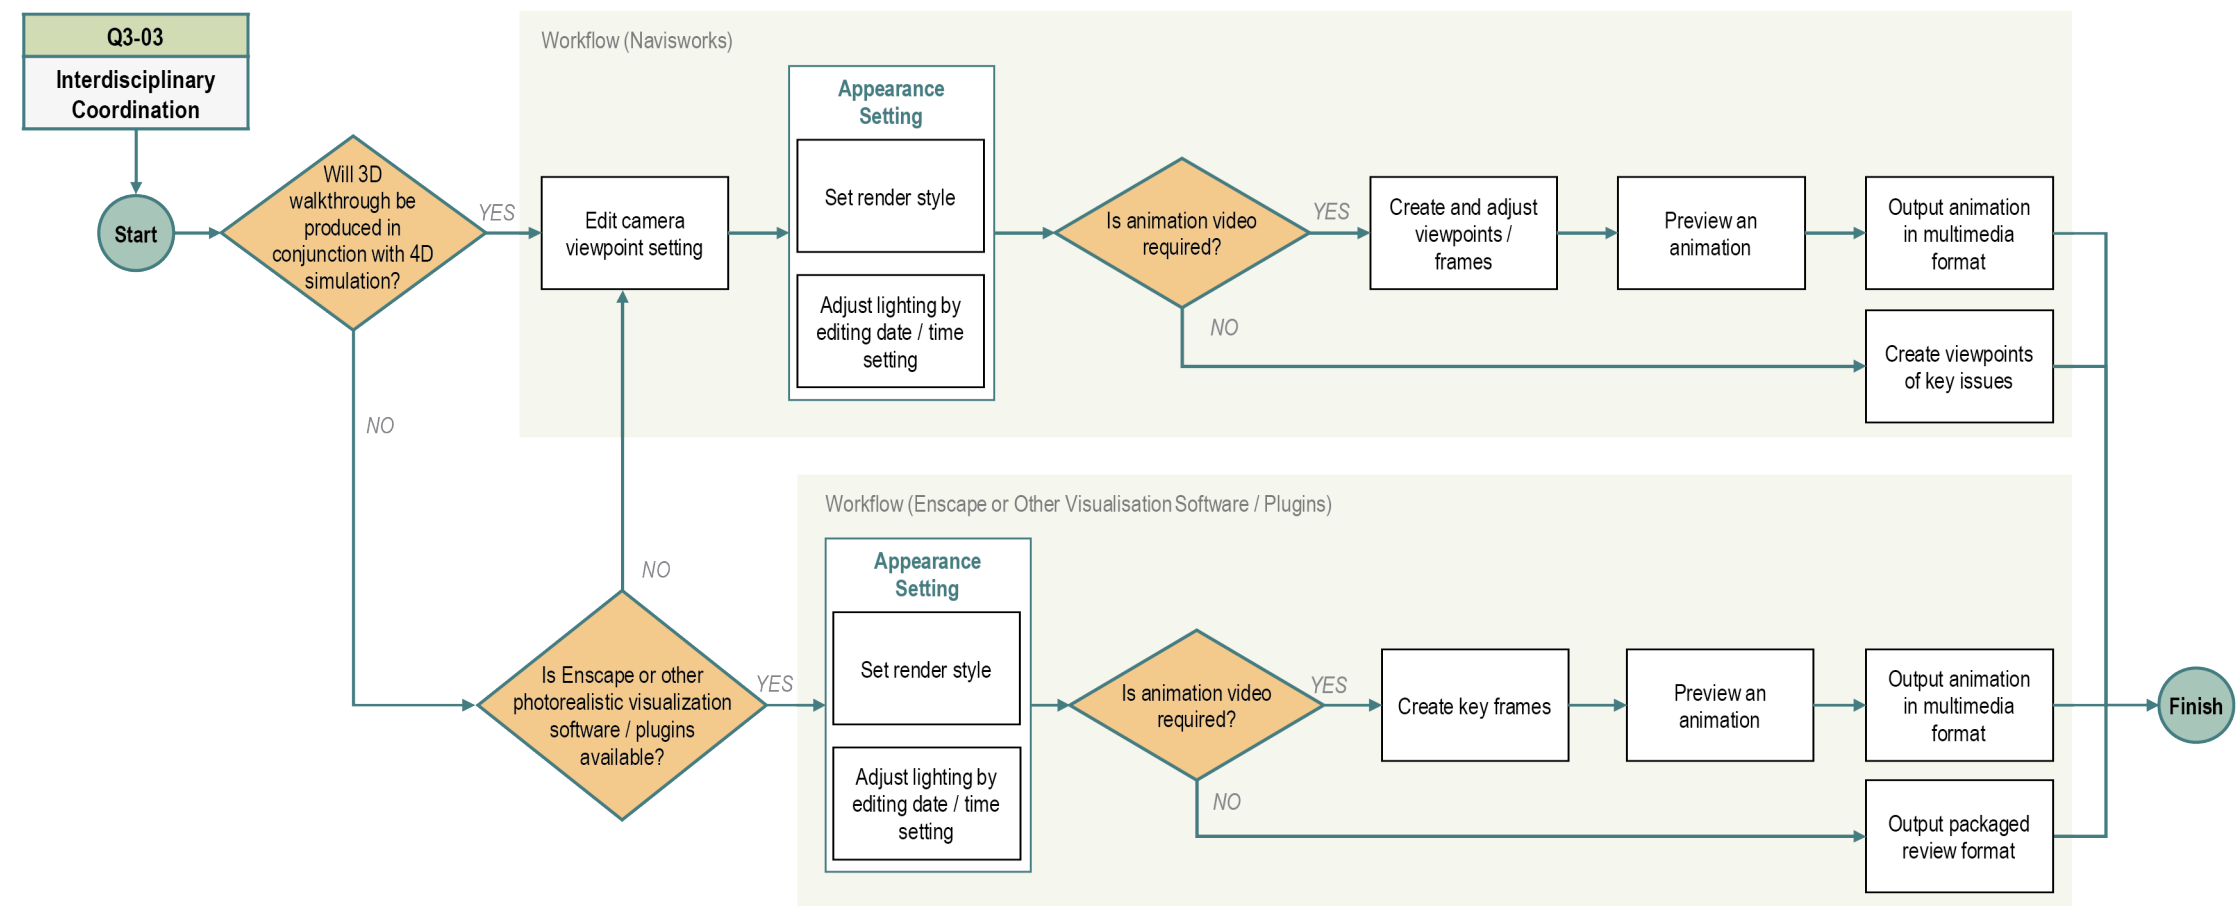 Q3-03
Interdisciplinary
Coordination
Start
Will 3D
walkthrough be
produced in
conjunction with 4D
simulation?
YES
NO
Workflow (Navisworks)
Edit camera
viewpoint setting
Appearance
Setting
Set render style
Adjust lighting by
editing date / time
setting
Is animation video
required?
YES
NO
Create and adjust
viewpoints /
frames
Preview an
animation
Output animation
in multimedia
format
Create viewpoints
of key issues
Is Enscape or other
photorealistic visualization
software / plugins
available?
NO
YES
Workflow (Enscape or Other Visualisation Software / Plugins)
Appearance
Setting
Set render style
Adjust lighting by
editing date / time
setting
Is animation video
required?
YES
NO
Create key frames
Preview an
animation
Output animation
in multimedia
format
Output packaged
review format
Finish